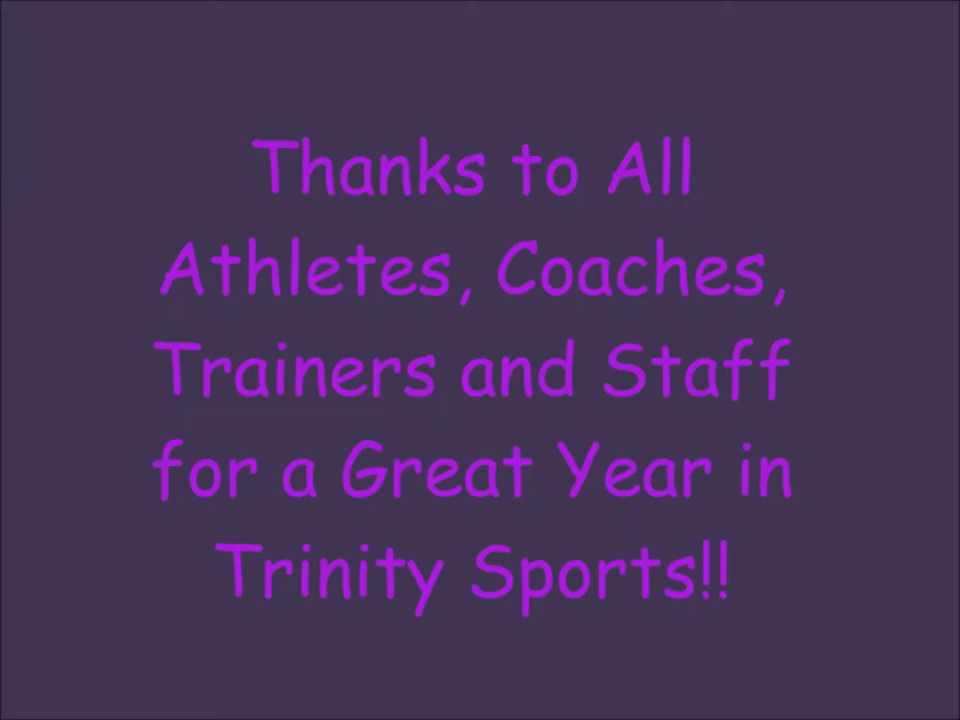 Thanks to All
Athletes, Coaches,
Trainers and Staff
for a Great Year in
Trinity Sports!!